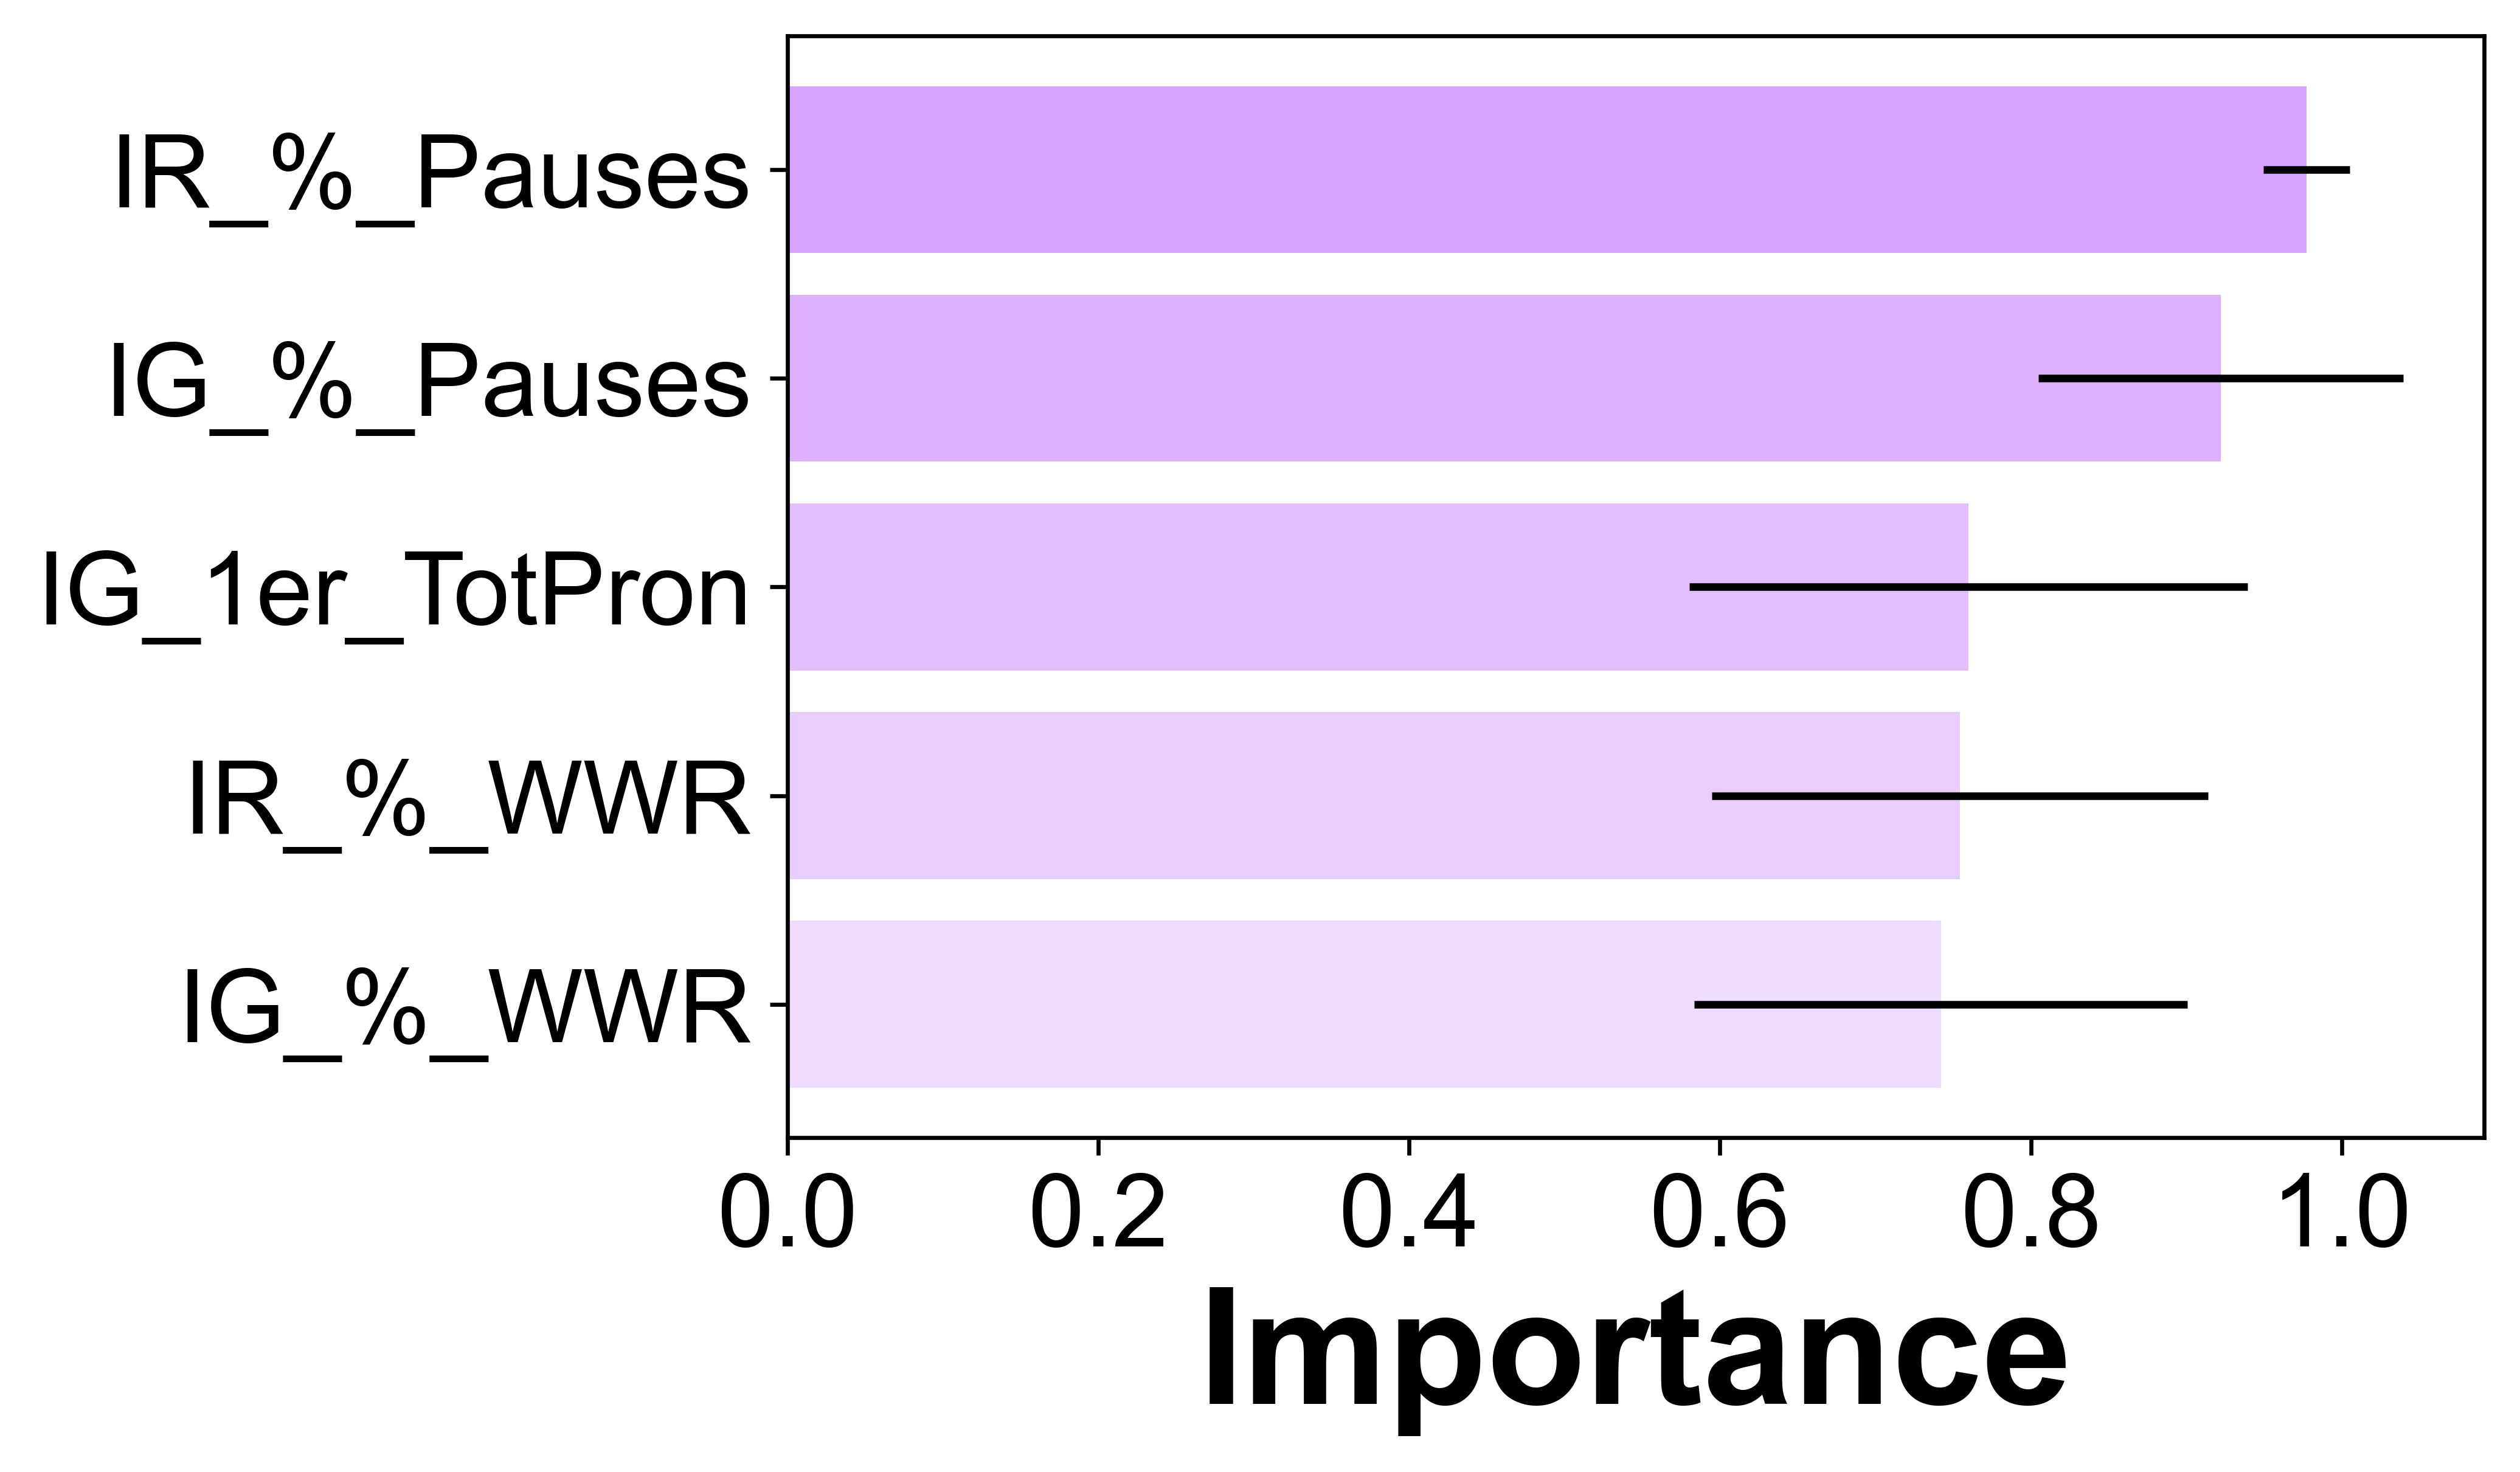 IR_%_Pauses
IG_%_Pauses
IG_1er_TotPron
IR_%_WWR
IG_%_WWR
0.0 0.2 0.4 0.6 0.8 1.0
Importance